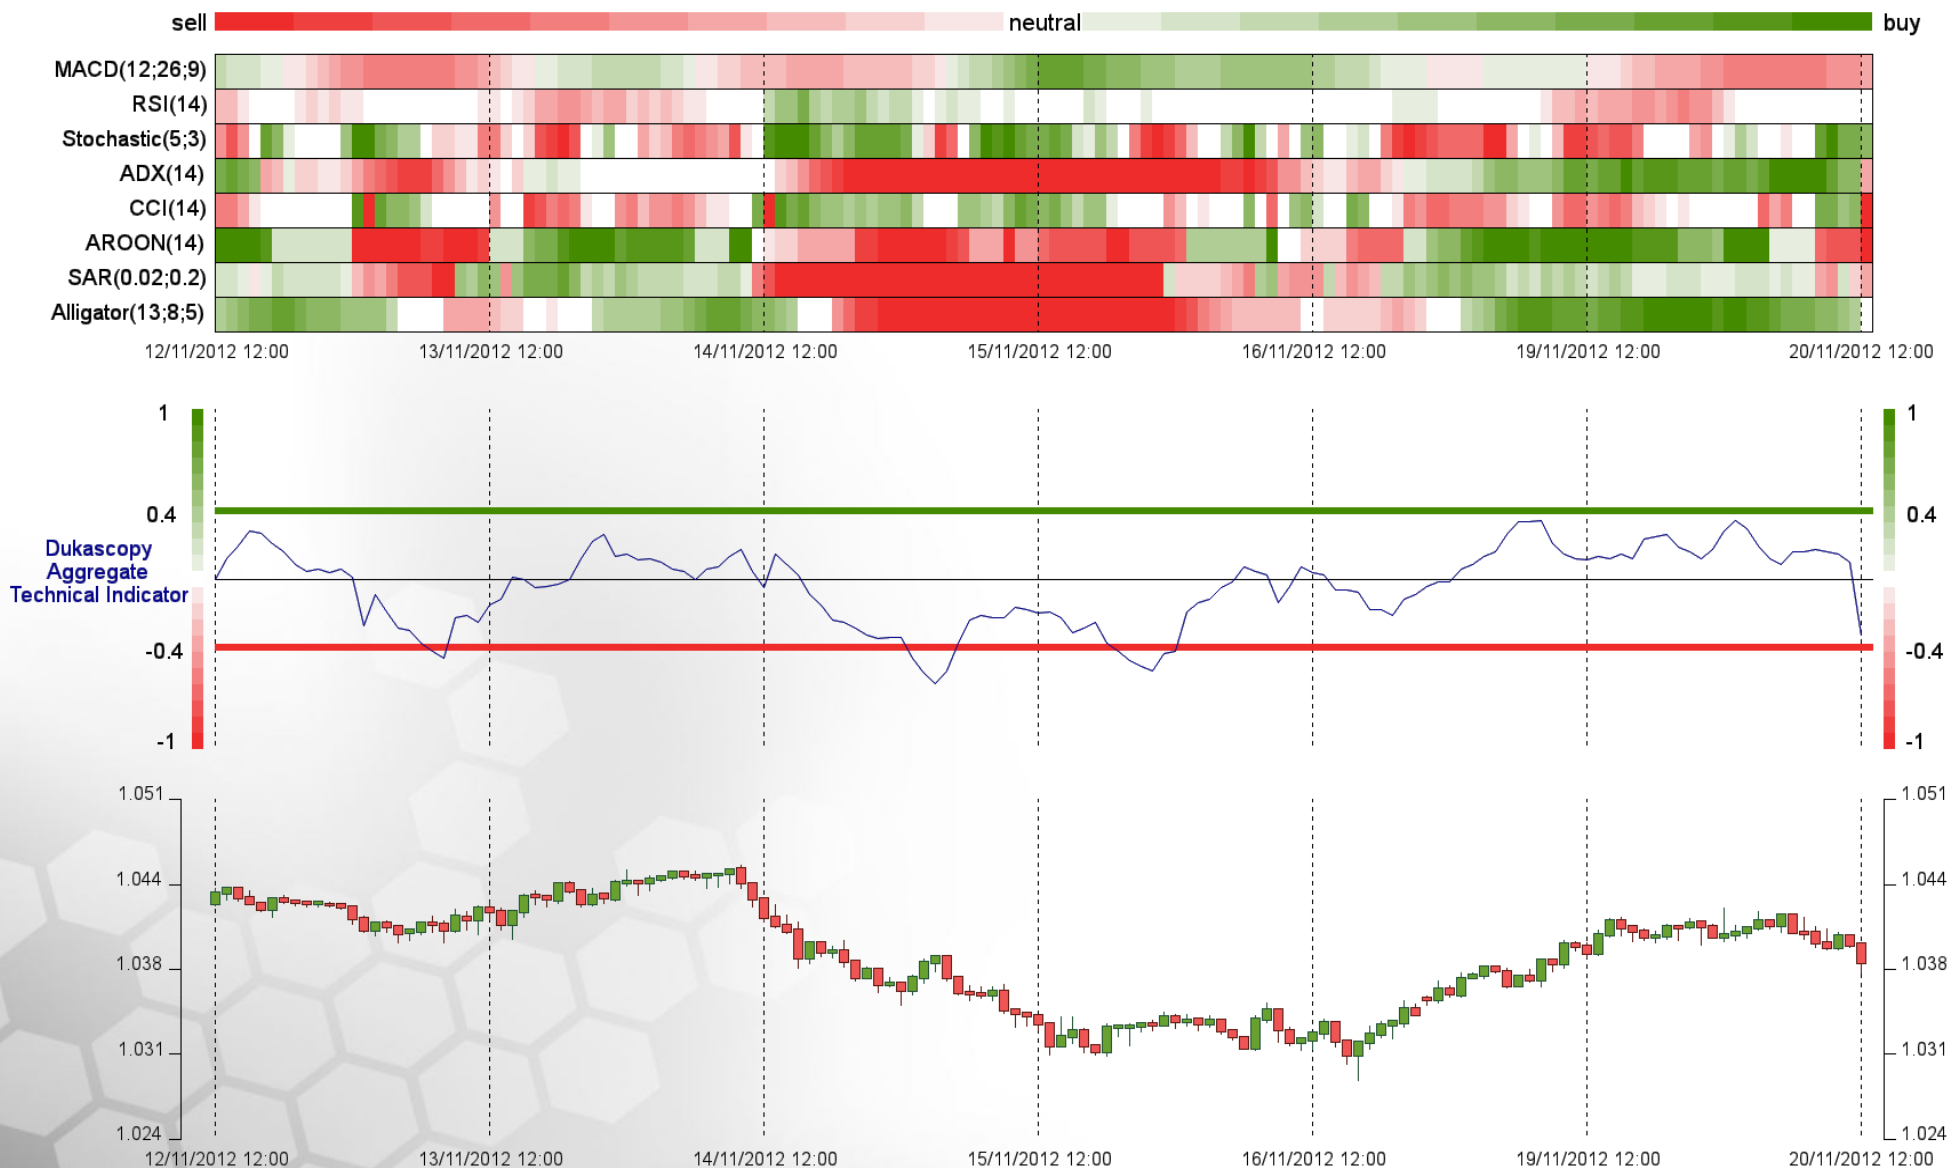 sell neutral buy
MACD(12;26;9)
RSI(14)
Stochastic(5;3)
ADX(14)
CCI(14)
AROON(14)
SAR(0.02;0.2)
Alligator(13;8;5)
12/11/2012 12:00 13/11/2012 12:00 14/11/2012 12:00 15/11/2012 12:00 16/11/2012 12:00 19/11/2012 12:00 20/11/2012 12:00
1 1
0.4 0.4
Dukascopy
Aggregate
Technical Indicator
-0.4 -0.4
-1 -1
1.051 1.051
1.044 1.044
1.038 1.038
1.031 1.031
1.024 1.024
12/11/2012 12:00 13/11/2012 12:00 14/11/2012 12:00 15/11/2012 12:00 16/11/2012 12:00 19/11/2012 12:00 20/11/2012 12:00